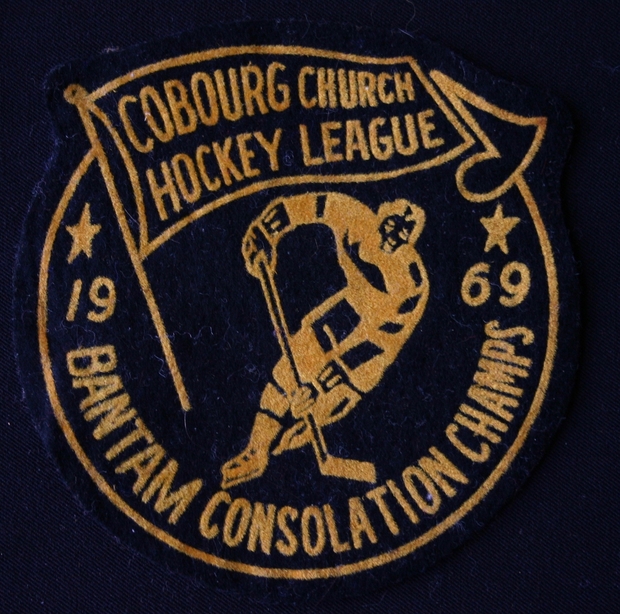 COBOURG CHURCH
HOCKEY LEAGUE
19 69
BANTAM CONSOLATION CHAMPS